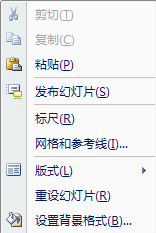 剪切(T)
复制(C)
粘贴(P)
发布幻灯片(S)
标尺(R)
网格和参考线(I)...
版式(L)
重设幻灯片(R)
设置背景格式(B)...